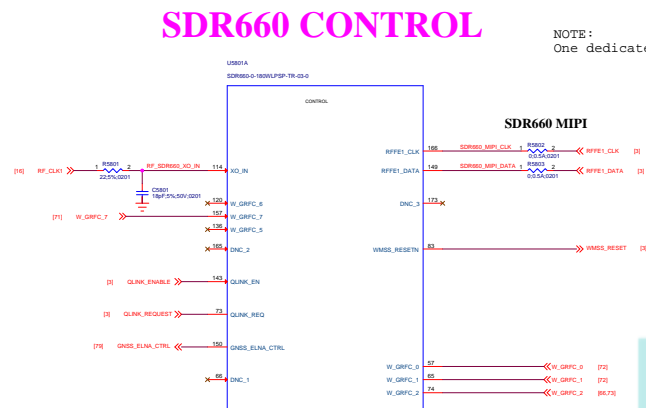 SDR660 CONTROL
NOTE:
One dedicate
U5801A
SDR660-0-180WLPSP-TR-03-0
CONTROL
SDR660 MIPI
[16] RF_CLK1 1 R5801 2 RF_SDR660_XO_IN 114 XO_IN
22;5%;0201
C5801
18pF;5%;50V;0201
RFFE1_CLK 166 SDR660_MIPI_CLK 1 R5802 2 RFFE1_CLK [3]
0;0.5A;0201
RFFE1_DATA 149 SDR660_MIPI_DATA 1 R5803 2 RFFE1_DATA [3]
0;0.5A;0201
120 W_GRFC_6
DNC_3 173
[71] W_GRFC_7 157 W_GRFC_7
136 W_GRFC_5
165 DNC_2
WMSS_RESETN 83 WMSS_RESET [3
[3] QLINK_ENABLE 143 QLINK_EN
[3] QLINK_REQUEST 73 QLINK_REQ
[79] GNSS_ELNA_CTRL 150 GNSS_ELNA_CTRL
W_GRFC_0 57 W_GRFC_0 [72]
66 DNC_1
W_GRFC_1 65 W_GRFC_1 [72]
W_GRFC_2 74 W_GRFC_2 [66,73]